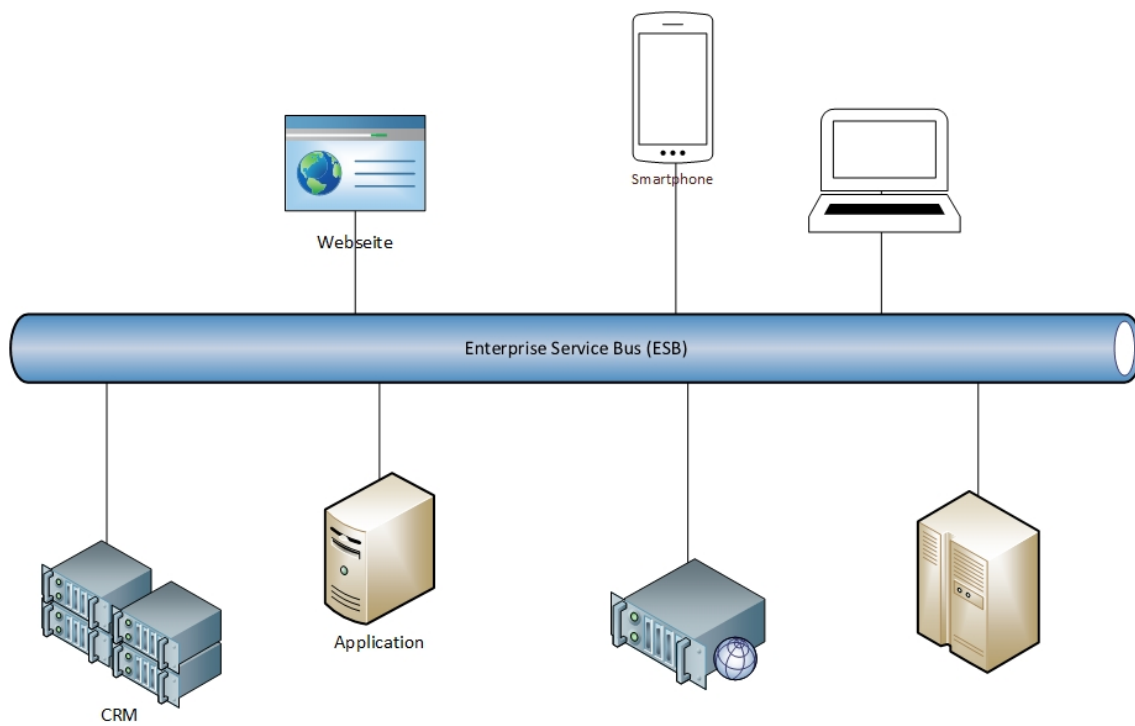 Smartphone
Webseite
Enterprise Service Bus (ESB)
Application
CRM